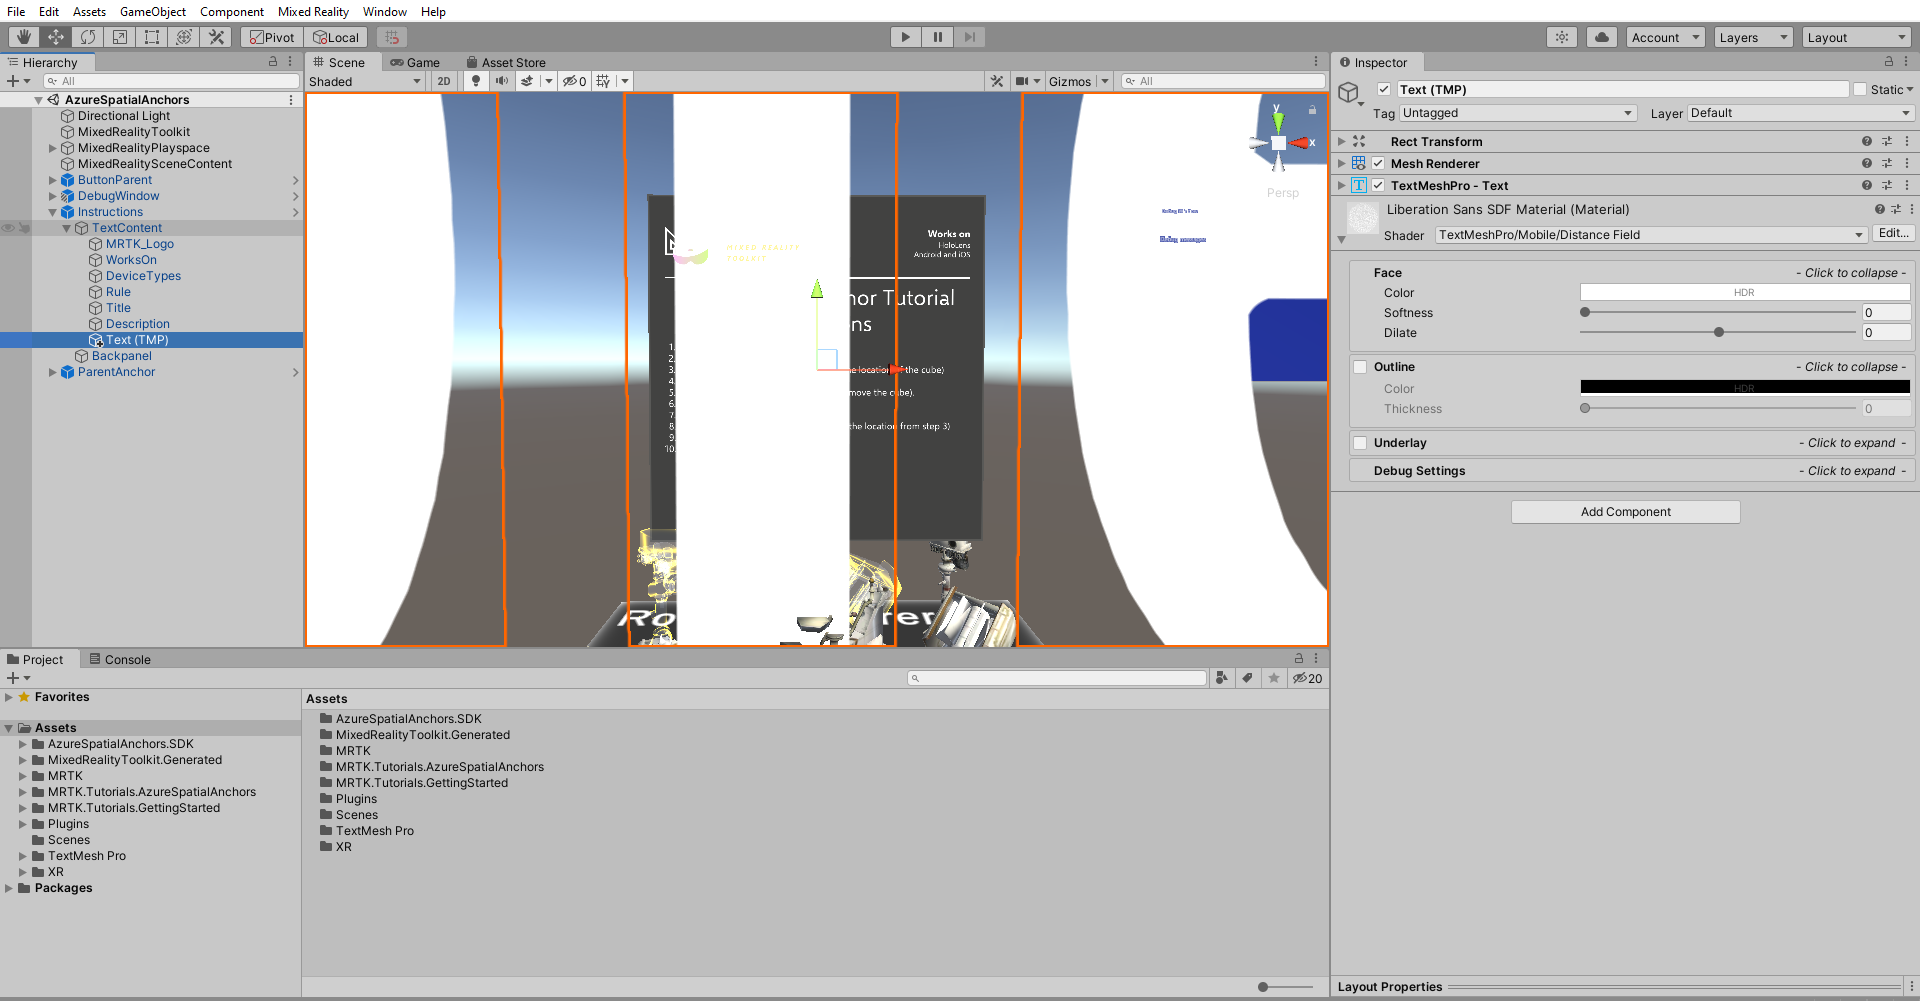 File Edit Assets GameObject Component Mixed Reality Window Help
Pivot Local Account Layers Layout
Hierarchy
All
AzureSpatialAnchors
Directional Light
MixedRealityToolkit
MixedRealityPlayspace
MixedRealitySceneContent
ButtonParent
DebugWindow
Instructions
TextContent
MRTK_Logo
WorksOn
DeviceTypes
Rule
Title
Description
Text (TMP)
Backpanel
ParentAnchor
Scene Game Asset Store
Shaded 2D 0 Gizmos All
y
x
Persp
MIXED REALITY
TOOLKIT
Works on
HoloLens
Android and iOS
nor Tutorial
ns
1.
2.
3. he location f the cube)
4.
5. move the cube).
6.
7.
8. the location from step 3)
9.
10.
Ro rer
Inspector
Text (TMP) Static
Tag Untagged Layer Default
Rect Transform
Mesh Renderer
TextMeshPro - Text
Liberation Sans SDF Material (Material)
Shader TextMeshPro/Mobile/Distance Field Edit...
Face - Click to collapse -
Color HDR
Softness 0
Dilate 0
Outline - Click to collapse -
Color HDR
Thickness 0
Underlay - Click to expand -
Debug Settings - Click to expand -
Add Component
Layout Properties
Project Console
20
Favorites
Assets
AzureSpatialAnchors.SDK
MixedRealityToolkit.Generated
MRTK
MRTK.Tutorials.AzureSpatialAnchors
MRTK.Tutorials.GettingStarted
Plugins
Scenes
TextMesh Pro
XR
Packages
Assets
AzureSpatialAnchors.SDK
MixedRealityToolkit.Generated
MRTK
MRTK.Tutorials.AzureSpatialAnchors
MRTK.Tutorials.GettingStarted
Plugins
Scenes
TextMesh Pro
XR